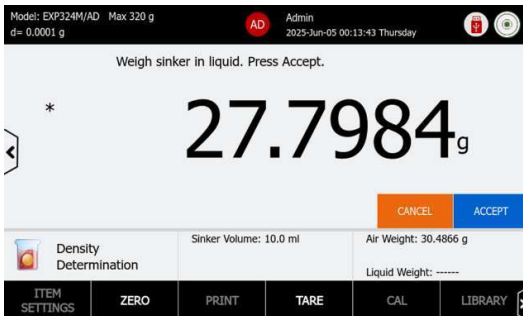 Model: EXP324M/AD Max 320 g
d= 0.0001 g
AD
Admin
2025-Jun-05 00:13:43 Thursday
Weigh sinker in liquid. Press Accept.
*
27.7984 g
CANCEL
ACCEPT
Density
Determination
Sinker Volume: 10.0 ml
Air Weight: 30.4866 g
Liquid Weight: ------
ITEM
SETTINGS
ZERO
PRINT
TARE
CAL
LIBRARY